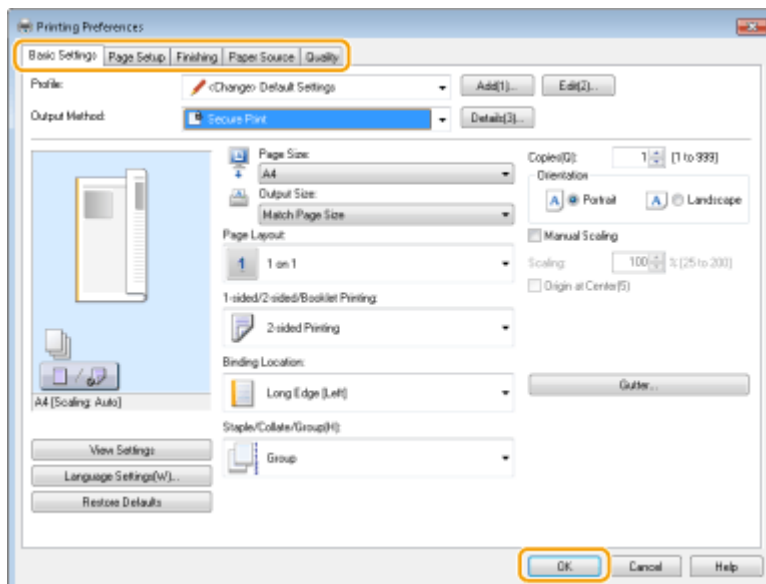 Printing Preferences
Basic Settings Page Setup Finishing Paper Source Quality
Profile: <Change> Default Settings Add(1)... Edit(2)...
Output Method: Secure Print Details(3)...
Page Size: Copies(Q): 1 [1 to 999]
A4 Orientation
Output Size: A Portrait A Landscape
Match Page Size
Page Layout: Manual Scaling
1 1 on 1 Scaling: 100 % [25 to 200]
1-sided/2-sided/Booklet Printing: Origin at Center(5)
2-sided Printing
Binding Location:
Long Edge [Left] Gutter...
A4 [Scaling: Auto]
Staple/Collate/Group(H):
View Settings Group
Language Settings(W)...
Restore Defaults
OK Cancel Help